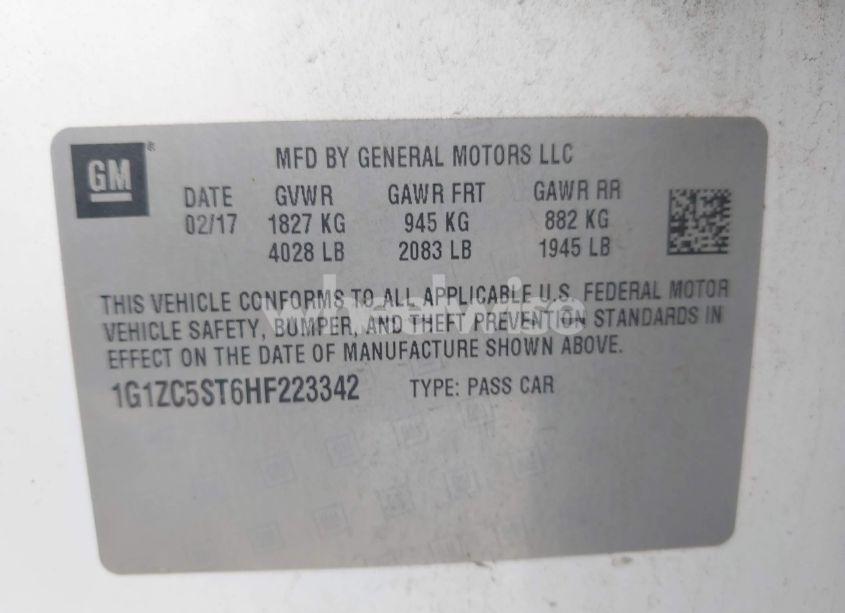 GM
MFD BY GENERAL MOTORS LLC
DATE GVWR GAWR FRT GAWR RR
02/17 1827 KG 945 KG 882 KG
4028 LB 2083 LB 1945 LB
THIS VEHICLE CONFORMS TO ALL APPLICABLE U.S. FEDERAL MOTOR
VEHICLE SAFETY, BUMPER, AND THEFT PREVENTION STANDARDS IN
EFFECT ON THE DATE OF MANUFACTURE SHOWN ABOVE.
1G1ZC5ST6HF223342 TYPE: PASS CAR
wheelwise